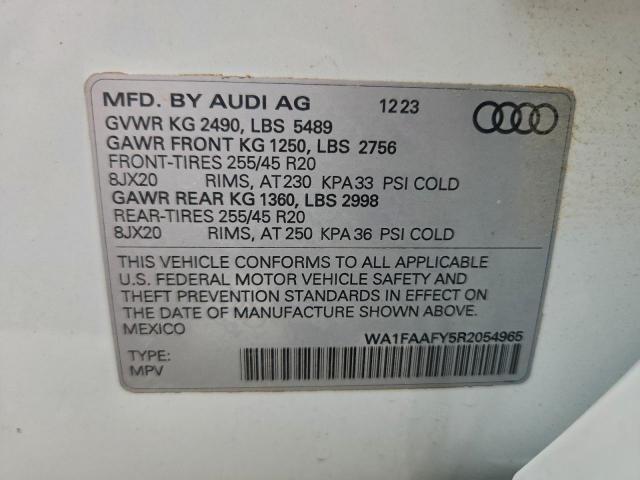 MFD. BY AUDI AG 1223
GVWR KG 2490, LBS 5489
GAWR FRONT KG 1250, LBS 2756
FRONT-TIRES 255/45 R20
8JX20 RIMS, AT 230 KPA 33 PSI COLD
GAWR REAR KG 1360, LBS 2998
REAR-TIRES 255/45 R20
8JX20 RIMS, AT 250 KPA 36 PSI COLD
THIS VEHICLE CONFORMS TO ALL APPLICABLE
U.S. FEDERAL MOTOR VEHICLE SAFETY AND
THEFT PREVENTION STANDARDS IN EFFECT ON
THE DATE OF MANUFACTURE SHOWN ABOVE.
MEXICO
WA1FAAFY5R2054965
TYPE:
MPV